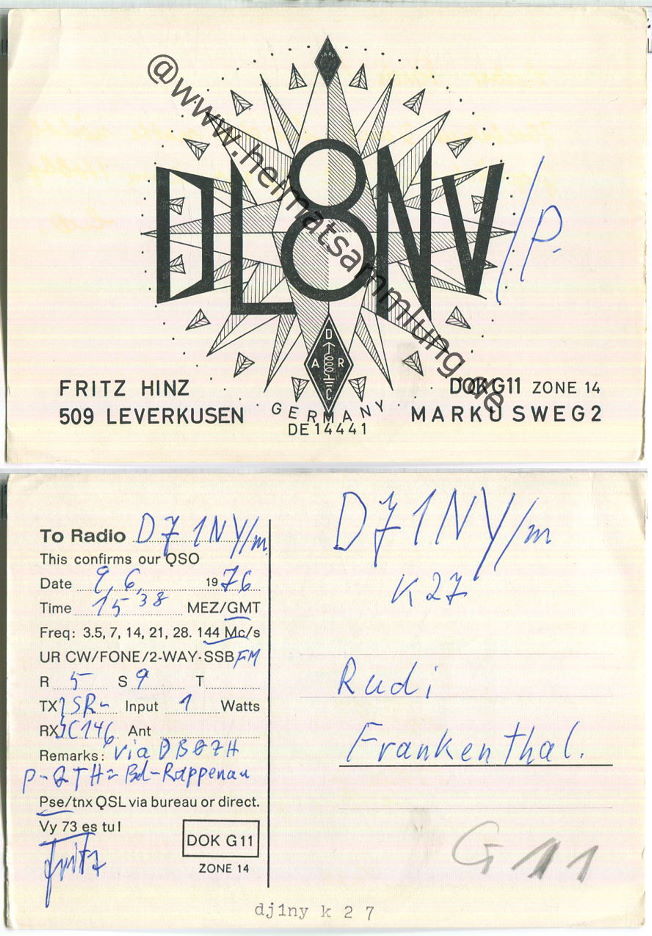 @www.heimatsammlung.de
DL8NV/P.
D
A R
C
FRITZ HINZ
DOK G11 ZONE 14
509 LEVERKUSEN
GERMANY
MARKUSWEG 2
DE 14441
To Radio DJ1NY/m
This confirms our QSO
Date 9.6. 1976
Time 15 38 MEZ/GMT
Freq: 3.5, 7, 14, 21, 28. 144 Mc/s
UR CW/FONE/2-WAY-SSB FM
R 5 S 9 T
TX Input 1 Watts
RX SC146 Ant
Remarks: via DB0ZH
P-QTH= Bd-Rappenau
Pse/tnx QSL via bureau or direct.
Vy 73 es tu!
Fritz
DOK G11
ZONE 14
DJ1NY/m
K27
Rudi
Frankenthal.
G11
dj1ny k 2 7